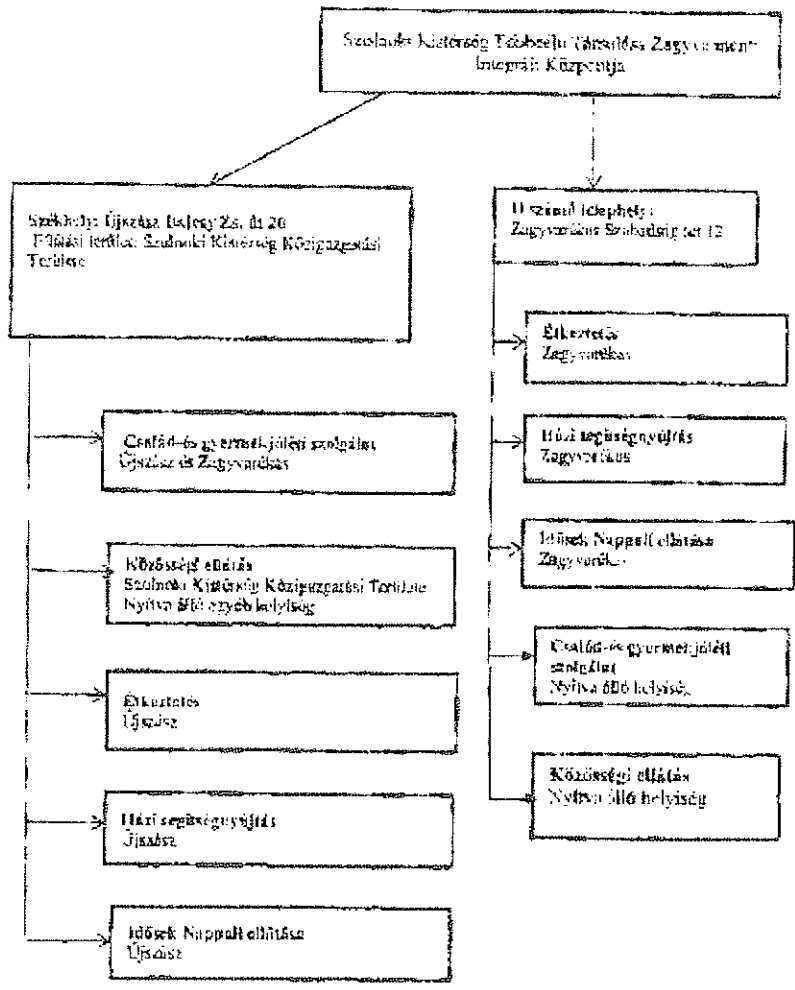 Szolnoki Kistérség Többcélú Társulása Zagyvamenti
Integrált Központja
Székhely: Újszász Bajcsy Zs. út 20
Ellátási terület: Szolnoki Kistérség Közigazgatási
Területe
Család-és gyermekjóléti szolgálat
Újszász és Zagyvarékas
Közösségi ellátás
Szolnoki Kistérség Közigazgatási Területe
Nyitva álló egyéb helyiség
Étkeztetés
Újszász
Házi segítségnyújtás
Újszász
Idősek Nappali ellátása
Újszász
II számú telephely:
Zagyvarékas Szabadság tér 12
Étkeztetés
Zagyvarékas
Házi segítségnyújtás
Zagyvarékas
Idősek Nappali ellátása
Zagyvarékas
Család-és gyermekjóléti
szolgálat
Nyitva álló helyiség
Közösségi ellátás
Nyitva álló helyiség